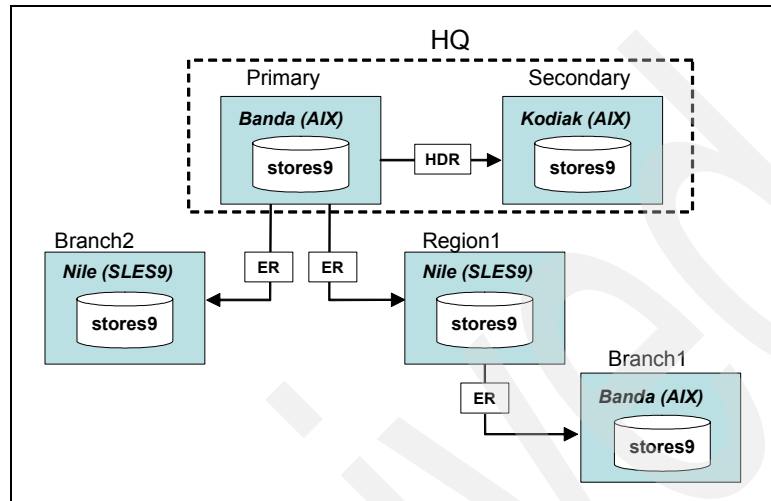 HQ
Primary
Secondary
Banda (AIX)
stores9
HDR
Kodiak (AIX)
stores9
Branch2
ER
ER
Region1
Nile (SLES9)
stores9
Nile (SLES9)
stores9
Branch1
ER
Banda (AIX)
stores9